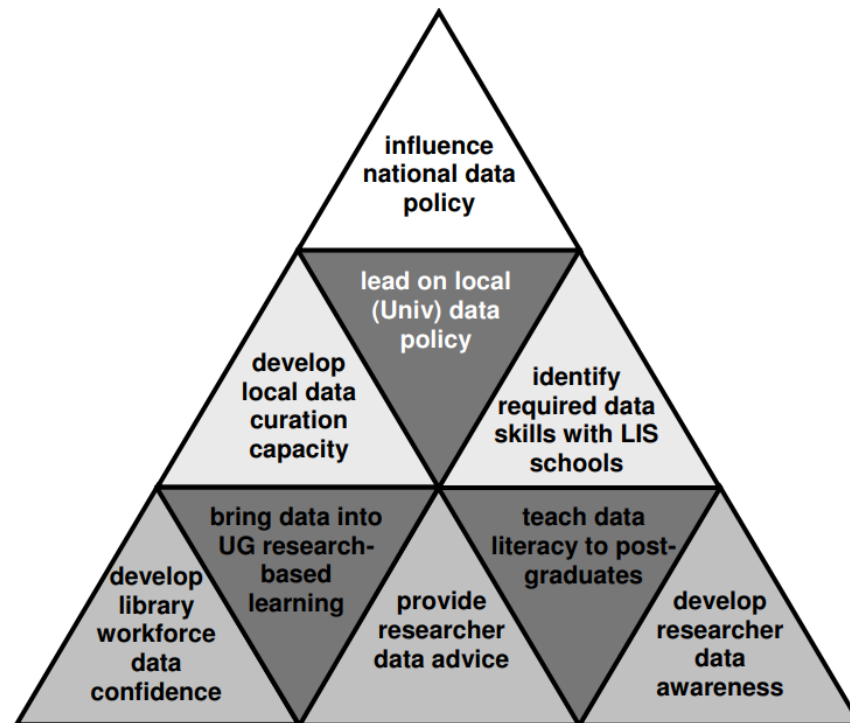 influence
national data
policy
lead on local
(Univ) data
policy
develop
local data
curation
capacity
identify
required data
skills with LIS
schools
bring data into
UG research-
based
learning
teach data
literacy to post-
graduates
develop
library
workforce
data
confidence
provide
researcher
data advice
develop
researcher
data
awareness